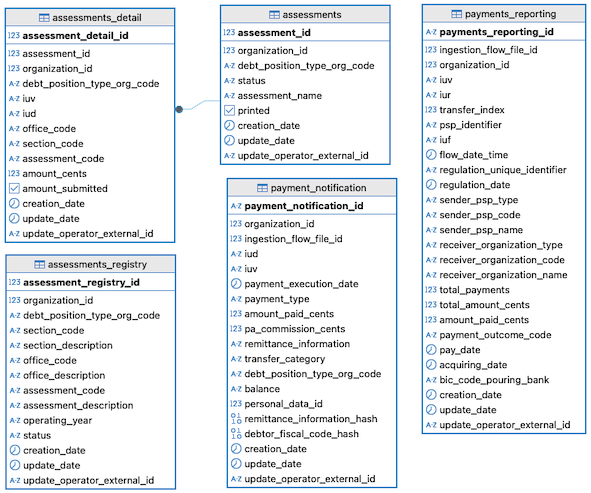 assessments_detail
123 assessment_detail_id
123 assessment_id
123 organization_id
A-Z debt_position_type_org_code
A-Z iuv
A-Z iud
A-Z office_code
A-Z section_code
A-Z assessment_code
123 amount_cents
amount_submitted
creation_date
update_date
A-Z update_operator_external_id
assessments
123 assessment_id
123 organization_id
A-Z debt_position_type_org_code
A-Z status
A-Z assessment_name
printed
creation_date
update_date
A-Z update_operator_external_id
payments_reporting
A-Z payments_reporting_id
123 ingestion_flow_file_id
123 organization_id
A-Z iuv
A-Z iur
123 transfer_index
A-Z psp_identifier
A-Z iuf
flow_date_time
A-Z regulation_unique_identifier
regulation_date
A-Z sender_psp_type
A-Z sender_psp_code
A-Z sender_psp_name
A-Z receiver_organization_type
A-Z receiver_organization_code
A-Z receiver_organization_name
123 total_payments
123 total_amount_cents
123 amount_paid_cents
A-Z payment_outcome_code
pay_date
acquiring_date
A-Z bic_code_pouring_bank
creation_date
update_date
A-Z update_operator_external_id
assessments_registry
123 assessment_registry_id
123 organization_id
A-Z debt_position_type_org_code
A-Z section_code
A-Z section_description
A-Z office_code
A-Z office_description
A-Z assessment_code
A-Z assessment_description
A-Z operating_year
A-Z status
creation_date
update_date
A-Z update_operator_external_id
payment_notification
A-Z payment_notification_id
123 organization_id
123 ingestion_flow_file_id
A-Z iud
A-Z iuv
payment_execution_date
A-Z payment_type
123 amount_paid_cents
123 pa_commission_cents
A-Z remittance_information
A-Z transfer_category
A-Z debt_position_type_org_code
A-Z balance
123 personal_data_id
remittance_information_hash
debtor_fiscal_code_hash
creation_date
update_date
A-Z update_operator_external_id